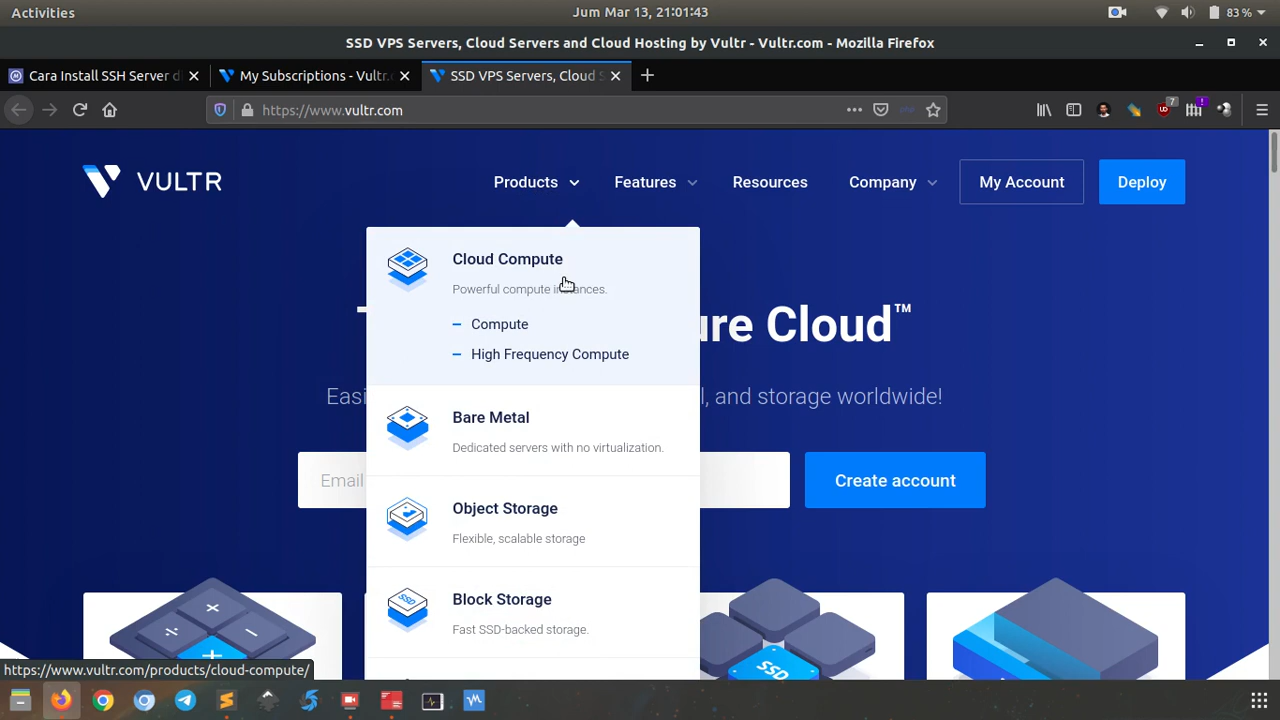 Activities
Jum Mar 13, 21:01:43
83 %
SSD VPS Servers, Cloud Servers and Cloud Hosting by Vultr - Vultr.com - Mozilla Firefox
Cara Install SSH Server d
My Subscriptions - Vultr.
SSD VPS Servers, Cloud S
https://www.vultr.com
7
!
VULTR
Products
Features
Resources
Company
My Account
Deploy
Cloud Compute
Powerful compute instances.
Compute
High Frequency Compute
ure Cloud™
Easi
l, and storage worldwide!
Bare Metal
Dedicated servers with no virtualization.
Email
Create account
Object Storage
Flexible, scalable storage
Block Storage
Fast SSD-backed storage.
SSD
SSD
https://www.vultr.com/products/cloud-compute/